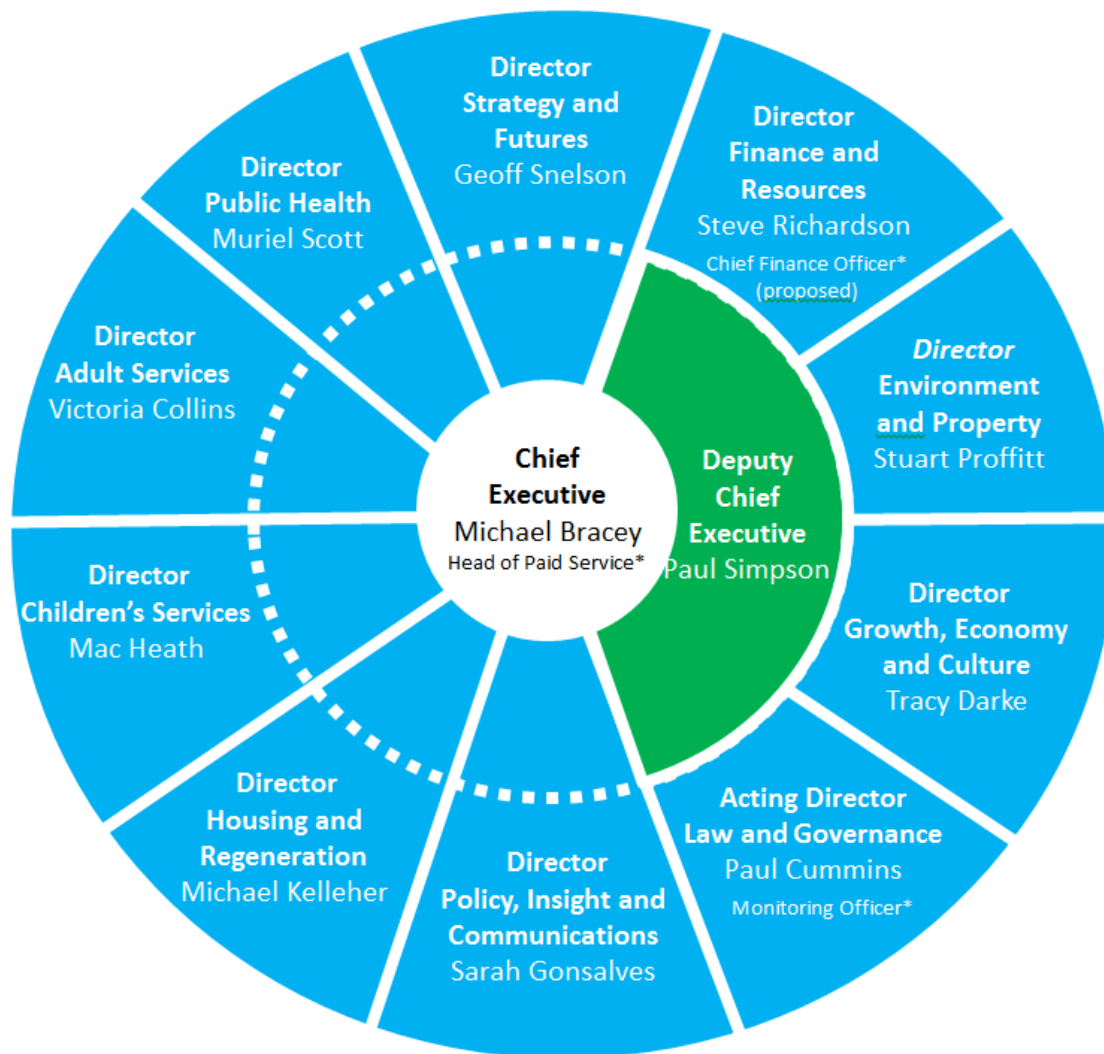 Director
Strategy and
Futures
Geoff Snelson
Director
Finance and
Resources
Steve Richardson
Chief Finance Officer*
(proposed)
Director
Environment
and Property
Stuart Proffitt
Director
Growth, Economy
and Culture
Tracy Darke
Acting Director
Law and Governance
Paul Cummins
Monitoring Officer*
Director
Policy, Insight and
Communications
Sarah Gonsalves
Director
Housing and
Regeneration
Michael Kelleher
Director
Children’s Services
Mac Heath
Director
Adult Services
Victoria Collins
Director
Public Health
Muriel Scott
Chief
Executive
Michael Bracey
Head of Paid Service*
Deputy
Chief
Executive
Paul Simpson